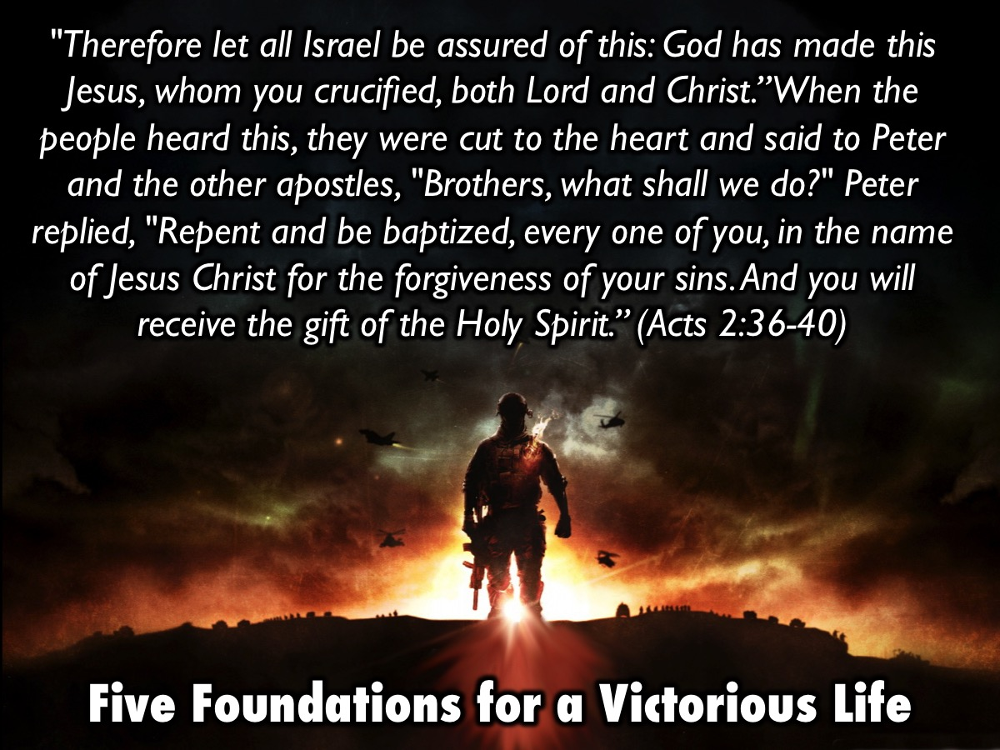 "Therefore let all Israel be assured of this: God has made this
Jesus, whom you crucified, both Lord and Christ.” When the
people heard this, they were cut to the heart and said to Peter
and the other apostles, "Brothers, what shall we do?" Peter
replied, "Repent and be baptized, every one of you, in the name
of Jesus Christ for the forgiveness of your sins. And you will
receive the gift of the Holy Spirit.” (Acts 2:36-40)
Five Foundations for a Victorious Life